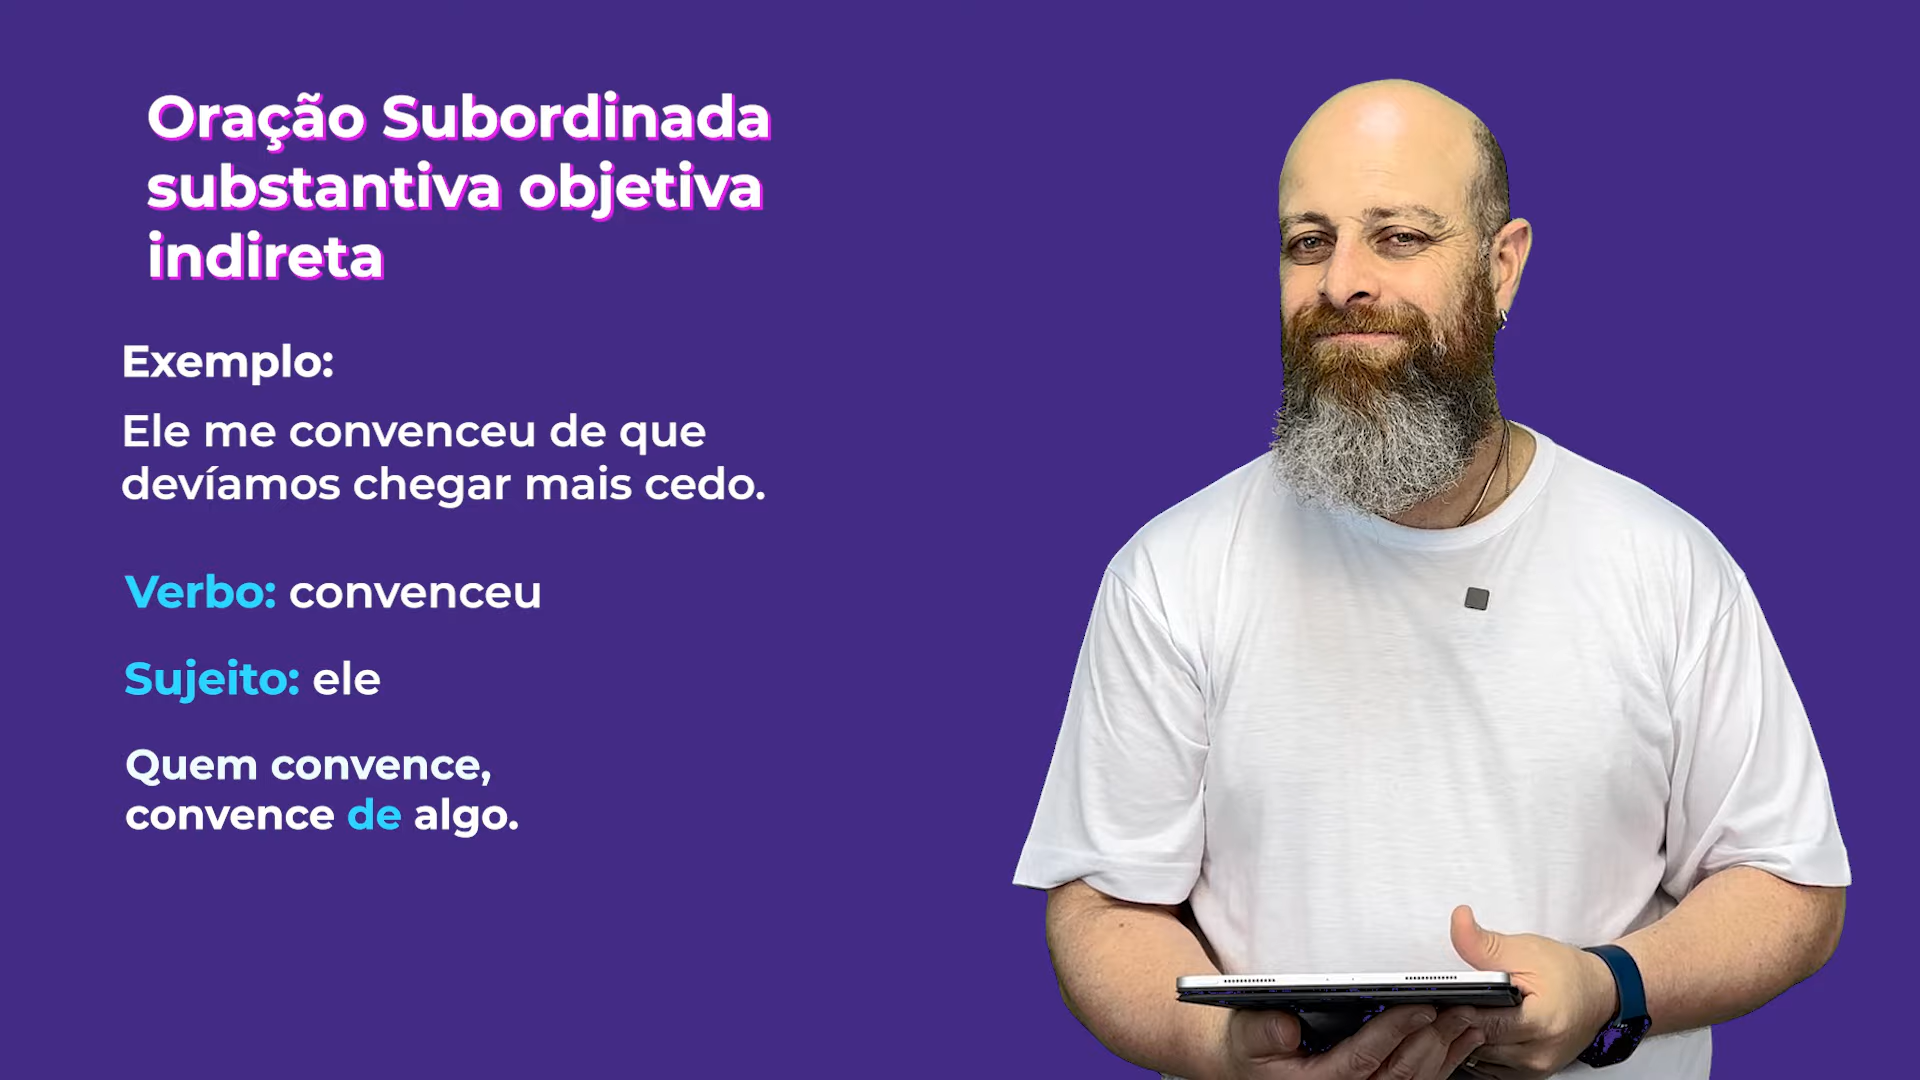 Oração Subordinada
substantiva objetiva
indireta
Exemplo:
Ele me convenceu de que
devíamos chegar mais cedo.
Verbo: convenceu
Sujeito: ele
Quem convence,
convence de algo.